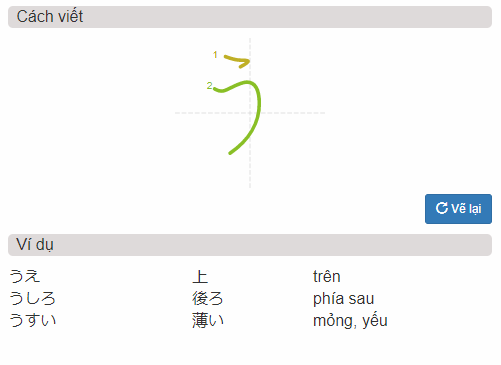 Cách viết
1
2
う
Vẽ lại
Ví dụ
うえ 上 trên
うしろ 後ろ phía sau
うすい 薄い mỏng, yếu